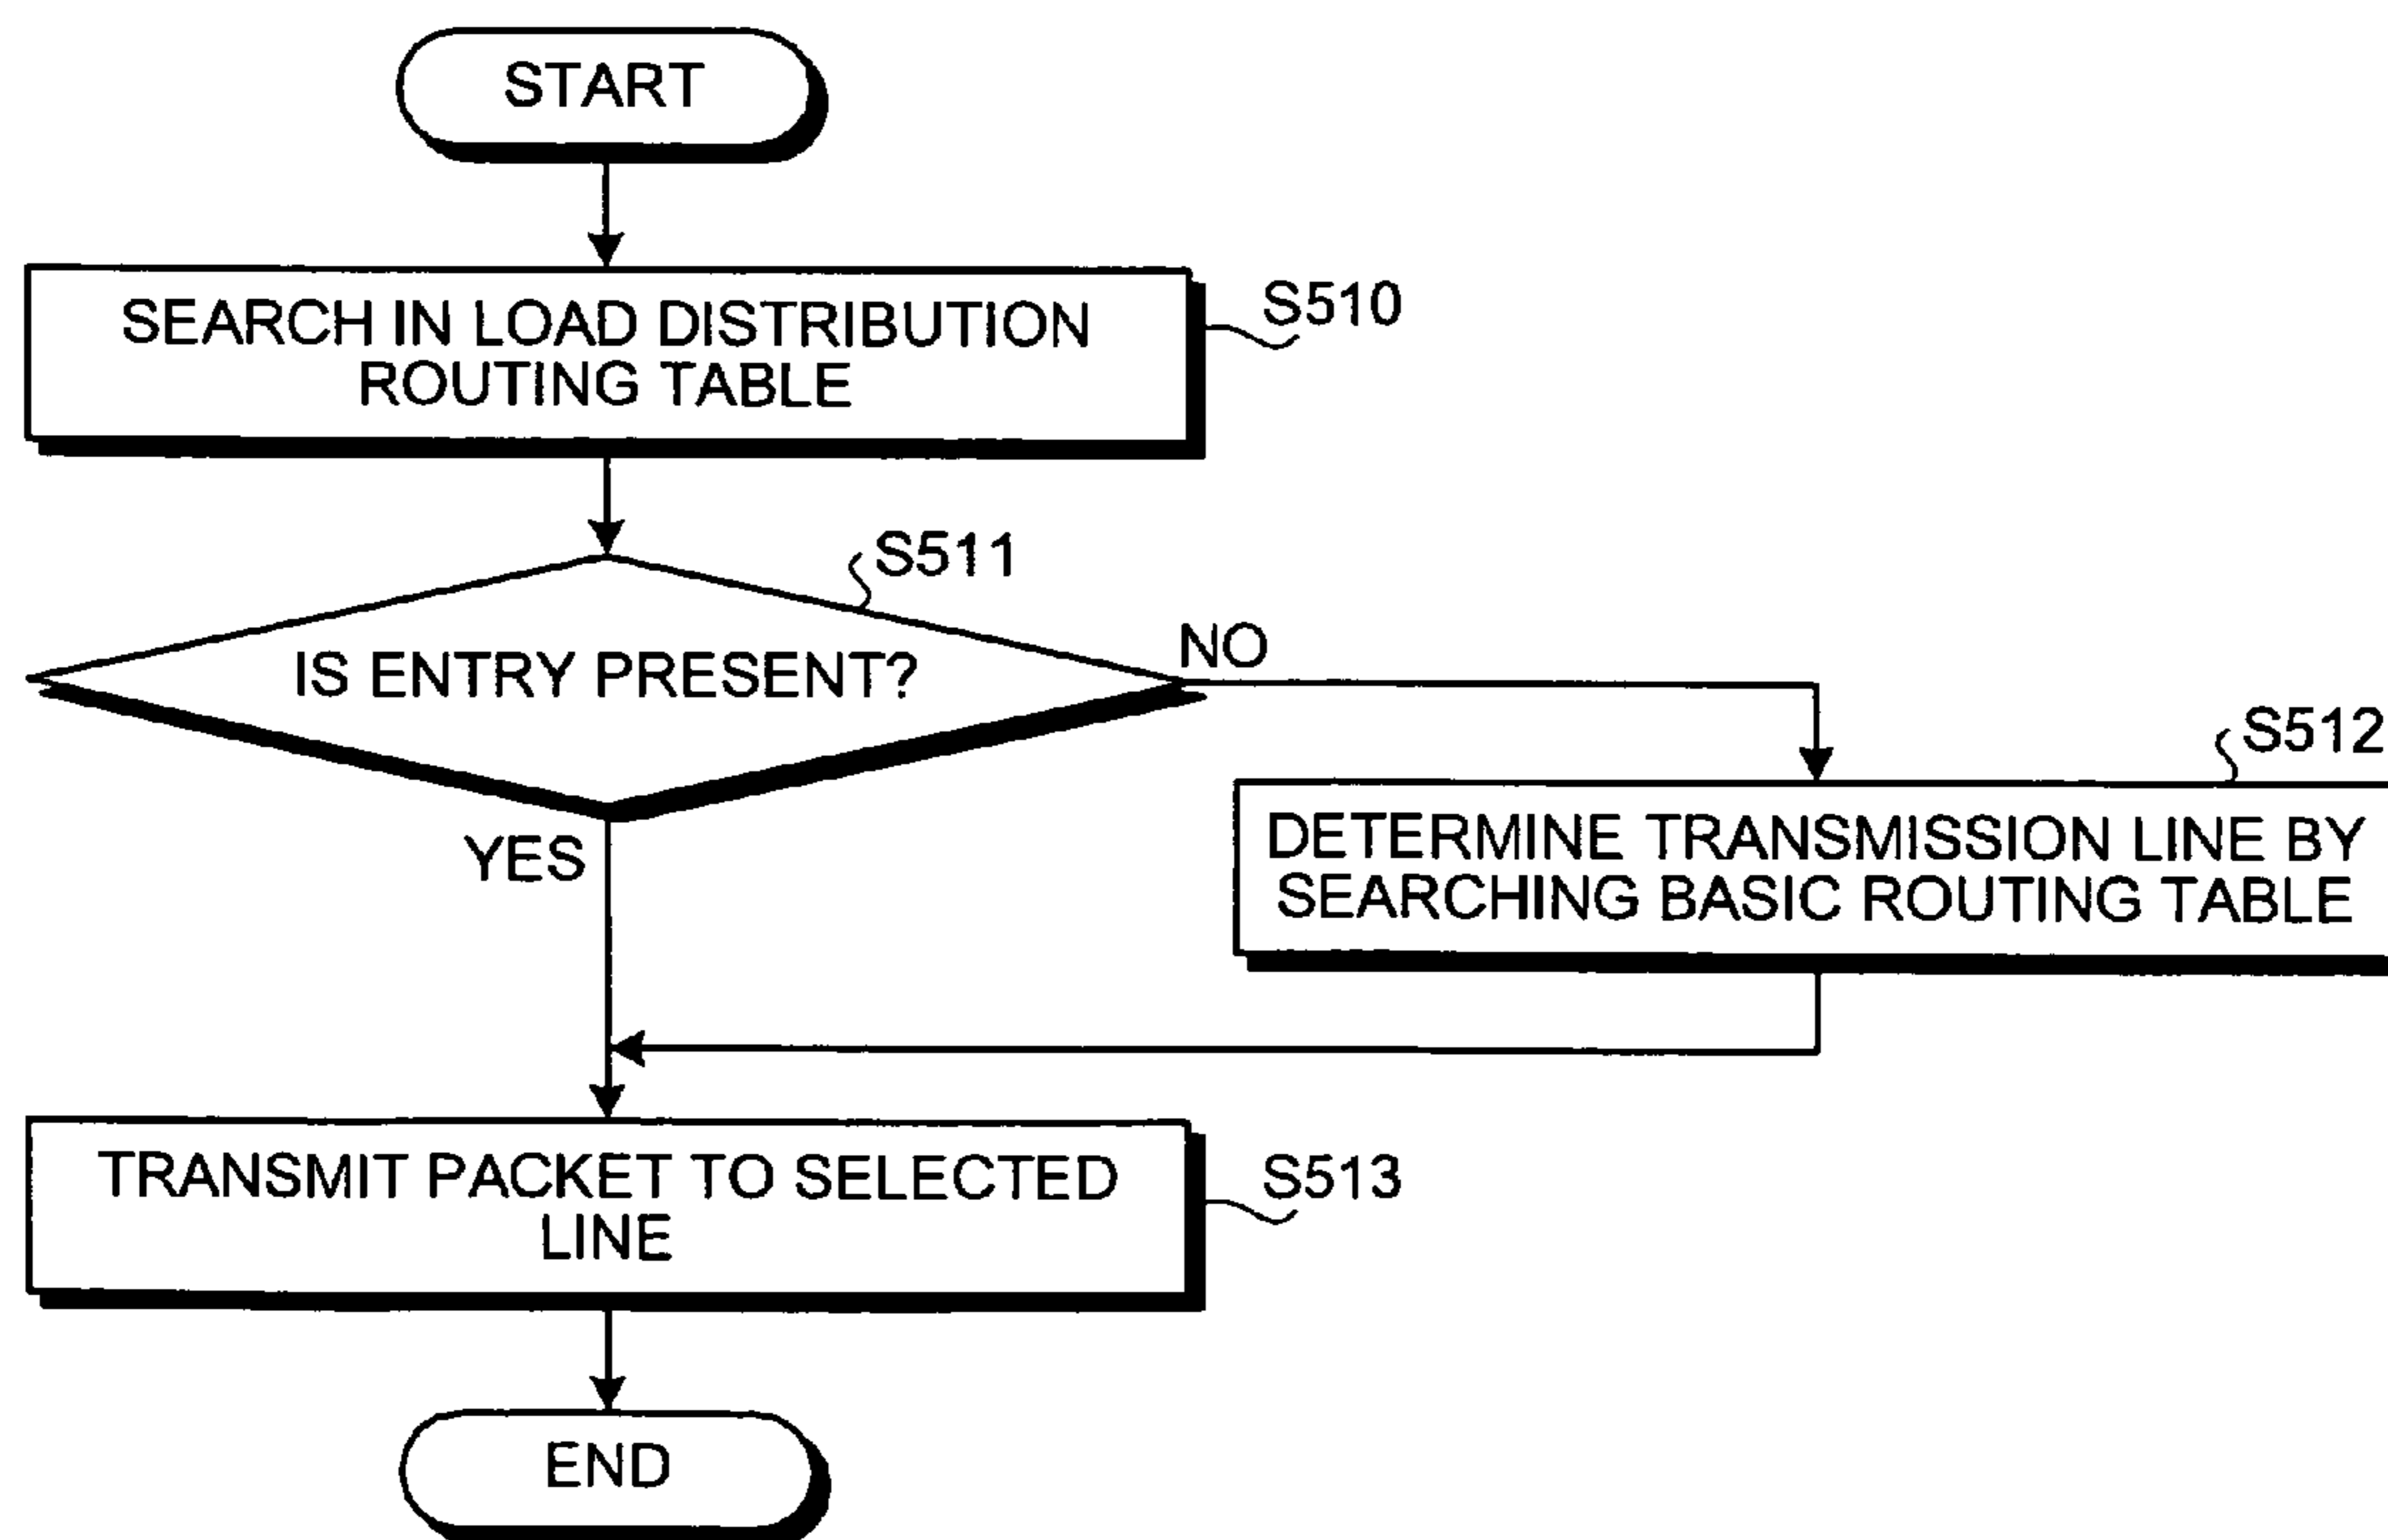 START
SEARCH IN LOAD DISTRIBUTION
ROUTING TABLE
S510
S511
IS ENTRY PRESENT?
NO
YES
S512
DETERMINE TRANSMISSION LINE BY
SEARCHING BASIC ROUTING TABLE
TRANSMIT PACKET TO SELECTED
LINE
S513
END